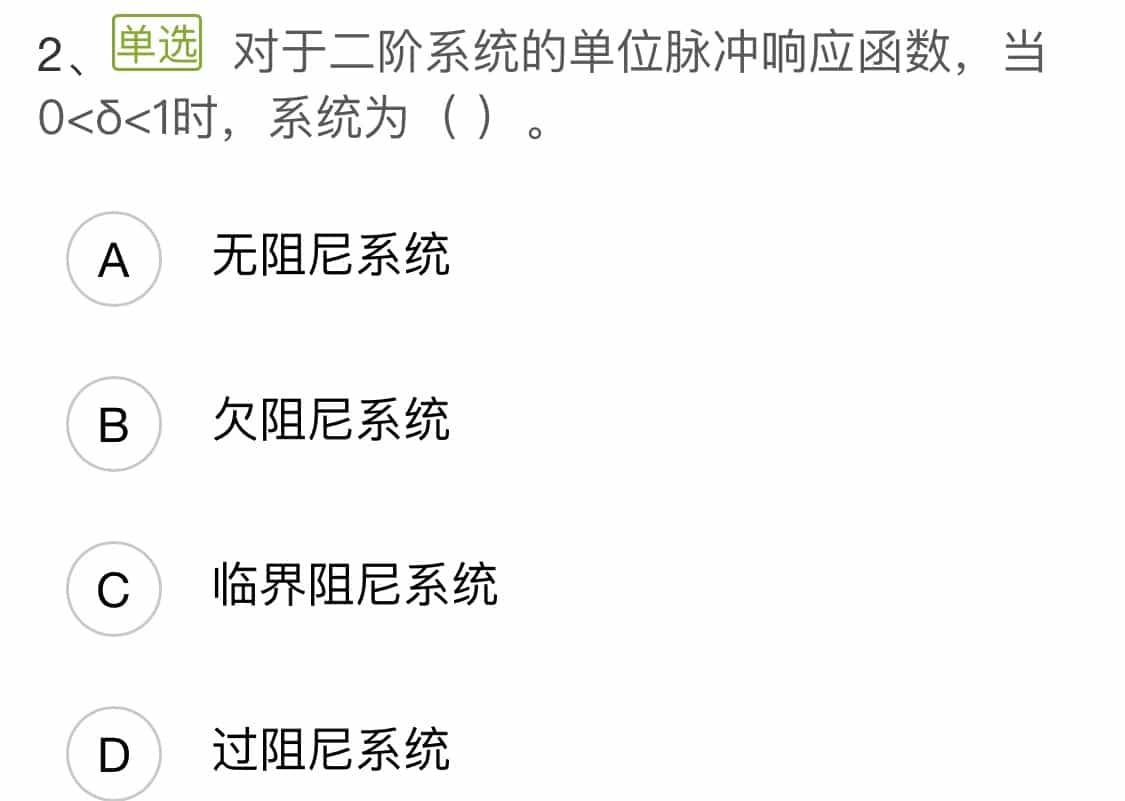 2、单选 对于二阶系统的单位脉冲响应函数，当
0<δ<1时，系统为（ ）。
A 无阻尼系统
B 欠阻尼系统
C 临界阻尼系统
D 过阻尼系统